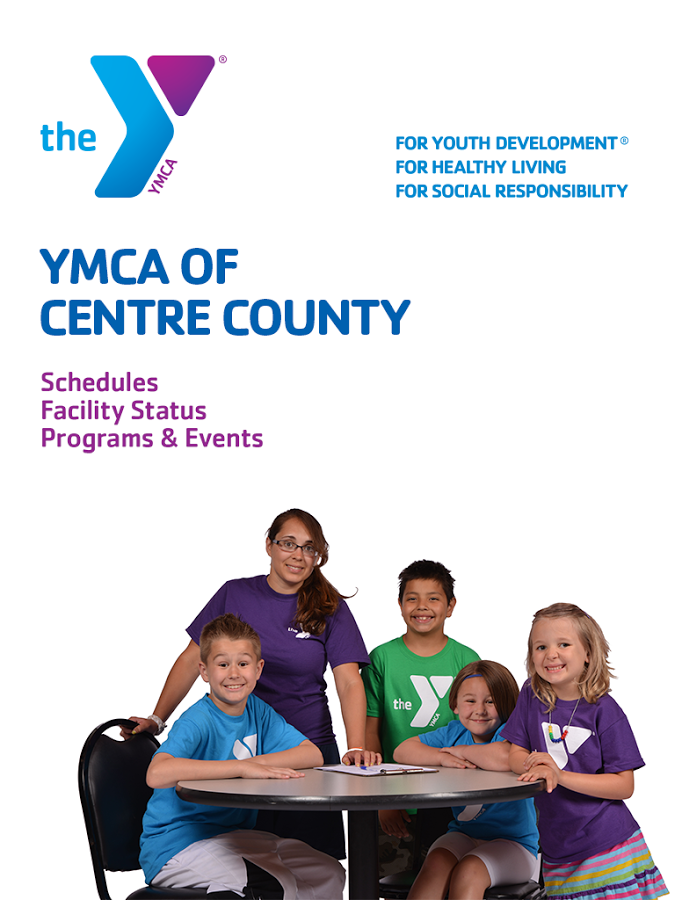 the
YMCA
®
FOR YOUTH DEVELOPMENT®
FOR HEALTHY LIVING
FOR SOCIAL RESPONSIBILITY
YMCA OF
CENTRE COUNTY
Schedules
Facility Status
Programs & Events
the
the
YMCA